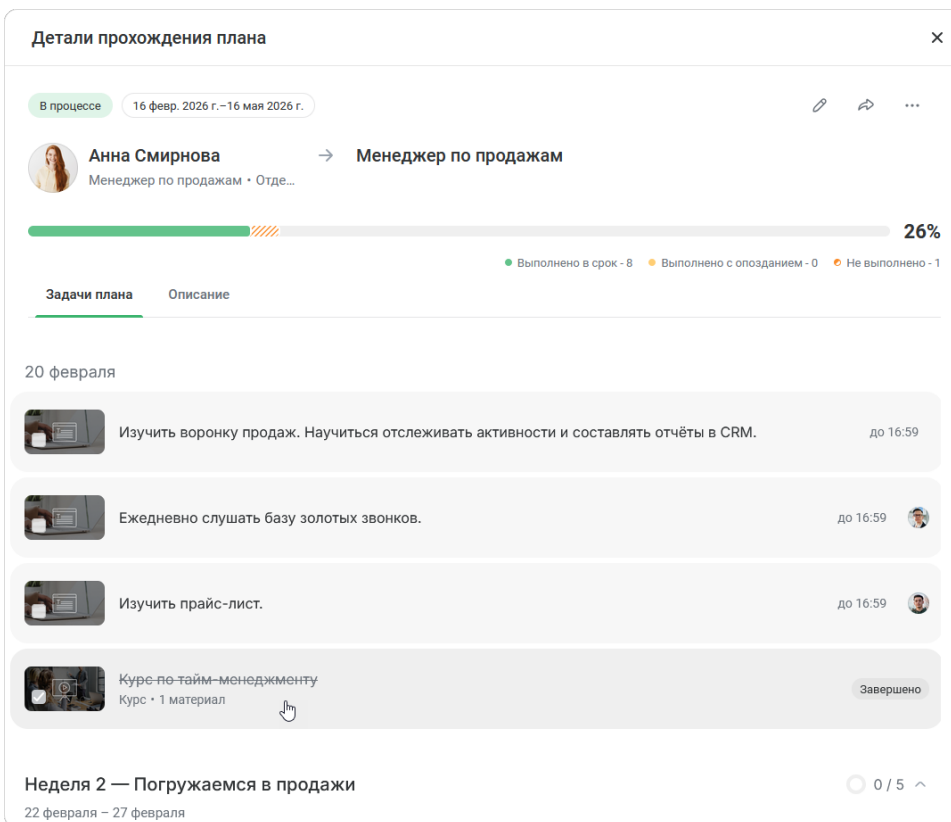 Детали прохождения плана
В процессе
16 февр. 2026 г.–16 мая 2026 г.
Анна Смирнова
Менеджер по продажам
Менеджер по продажам • Отде...
26%
Выполнено в срок - 8
Выполнено с опозданием - 0
Не выполнено - 1
Задачи плана
Описание
20 февраля
Изучить воронку продаж. Научиться отслеживать активности и составлять отчёты в CRM.
до 16:59
Ежедневно слушать базу золотых звонков.
до 16:59
Изучить прайс-лист.
до 16:59
Курс по тайм-менеджменту
Курс • 1 материал
Завершено
Неделя 2 — Погружаемся в продажи
0 / 5
22 февраля – 27 февраля